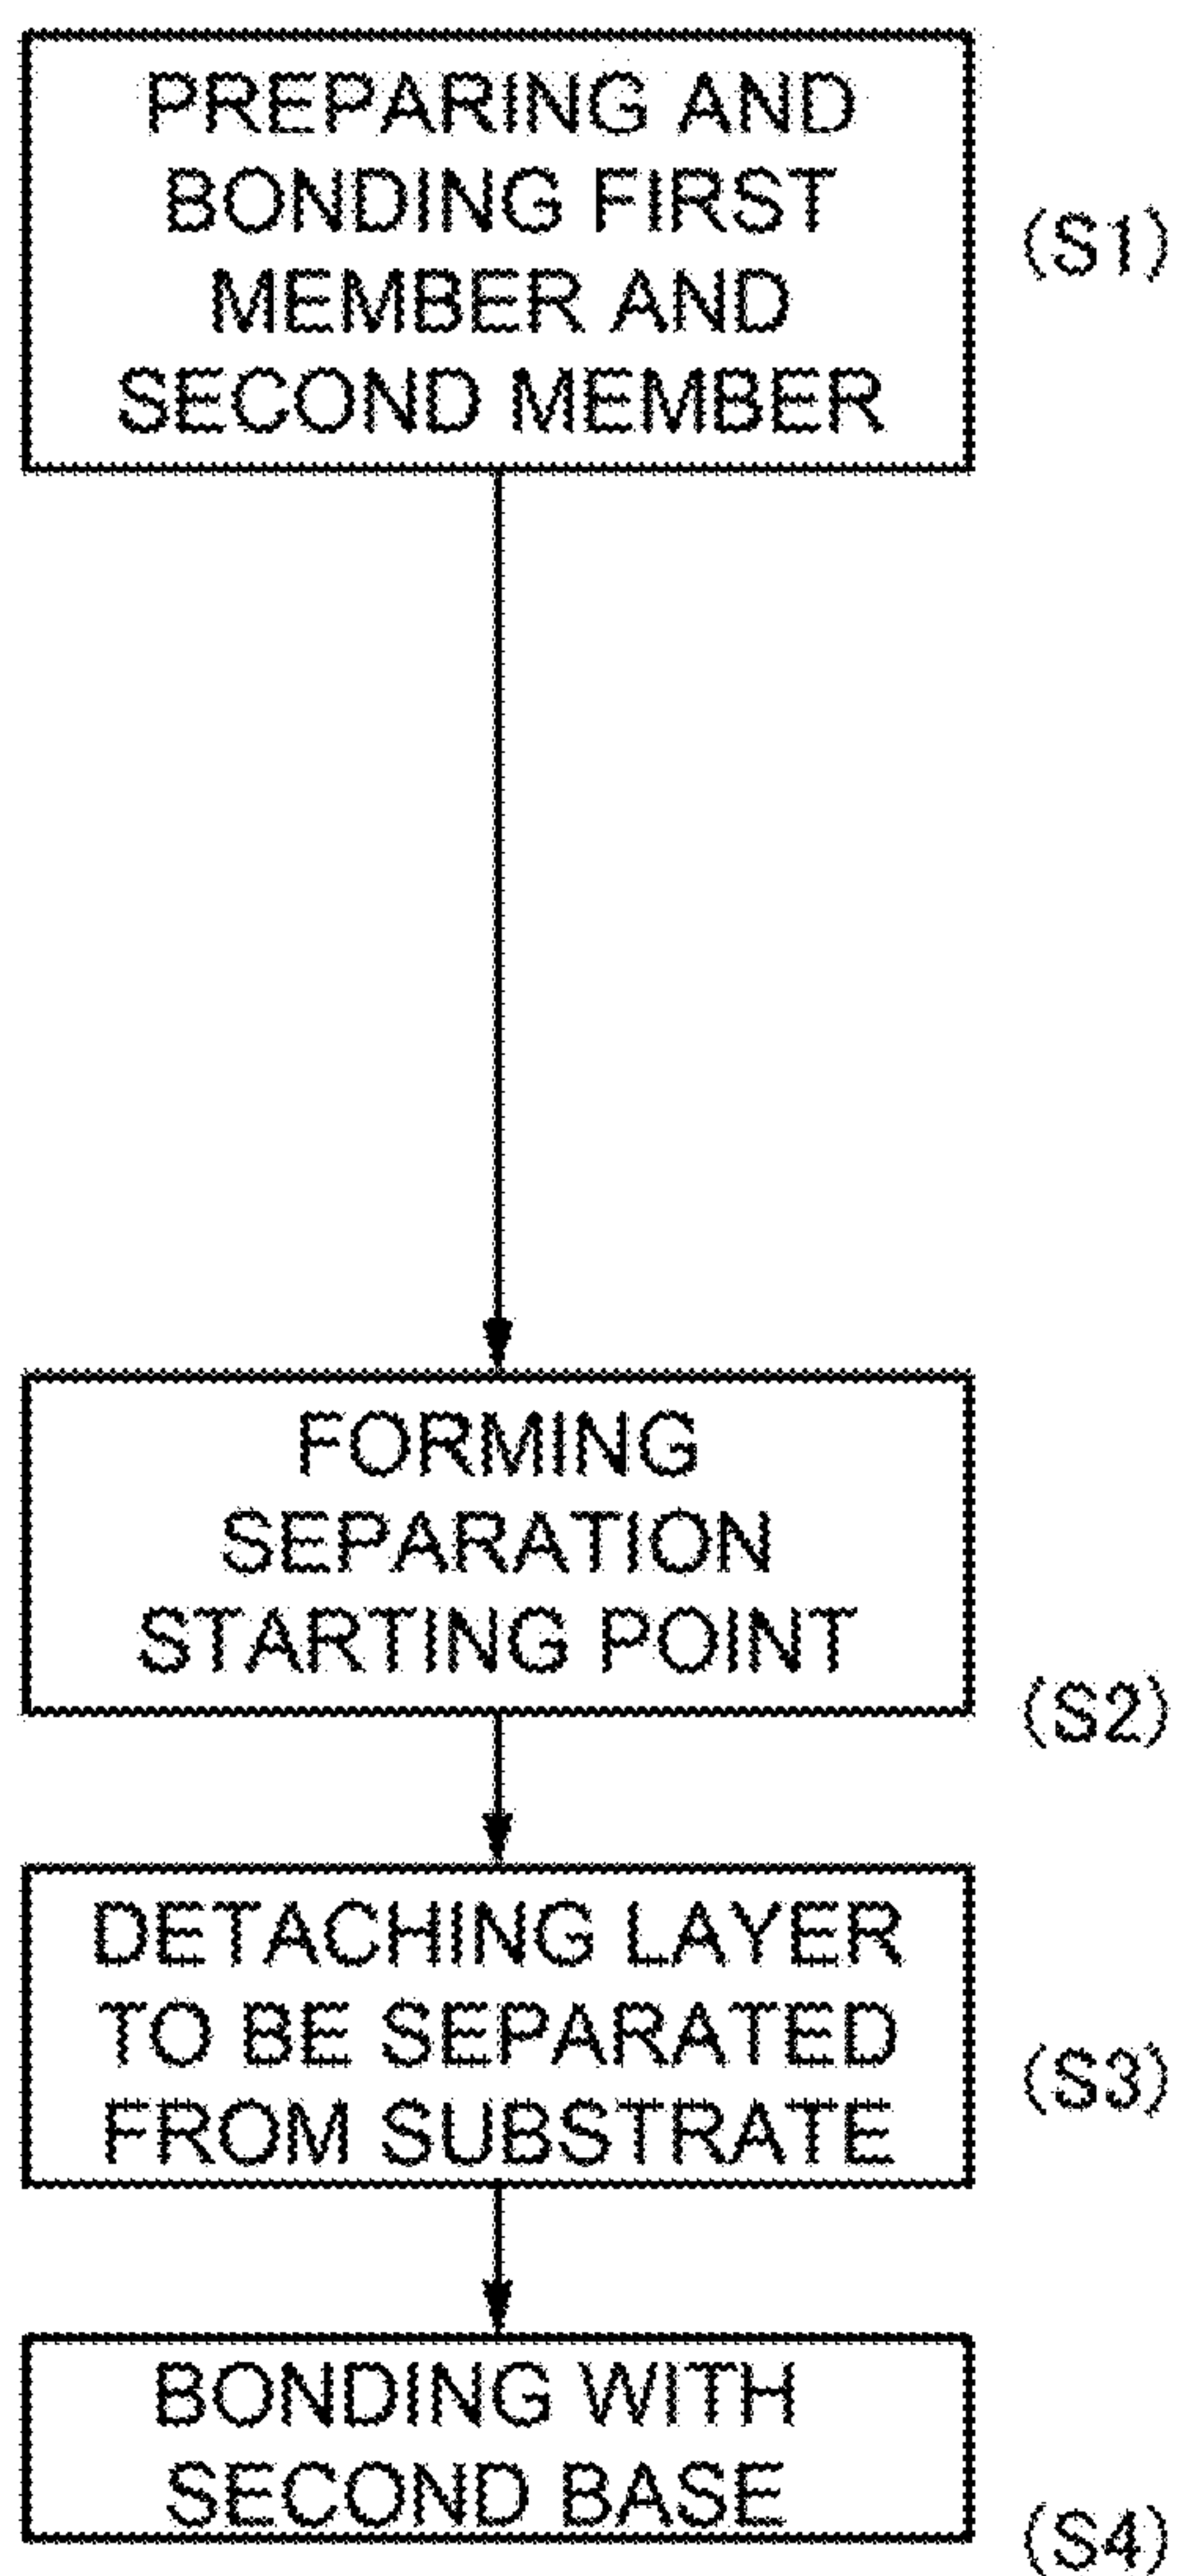 PREPARING AND
BONDING FIRST
MEMBER AND
SECOND MEMBER
(S1)
FORMING
SEPARATION
STARTING POINT
(S2)
DETACHING LAYER
TO BE SEPARATED
FROM SUBSTRATE
(S3)
BONDING WITH
SECOND BASE
(S4)